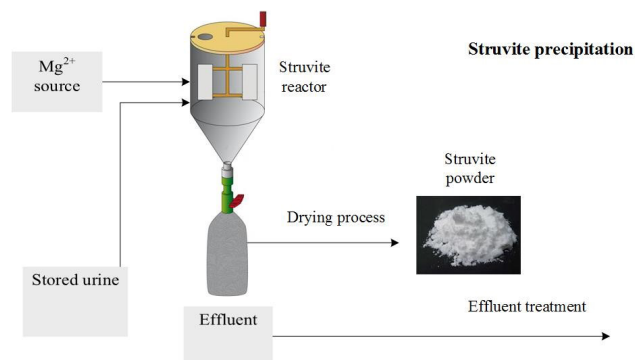 Struvite precipitation
Mg²⁺
source
Struvite
reactor
Struvite
powder
Drying process
Stored urine
Effluent treatment
Effluent